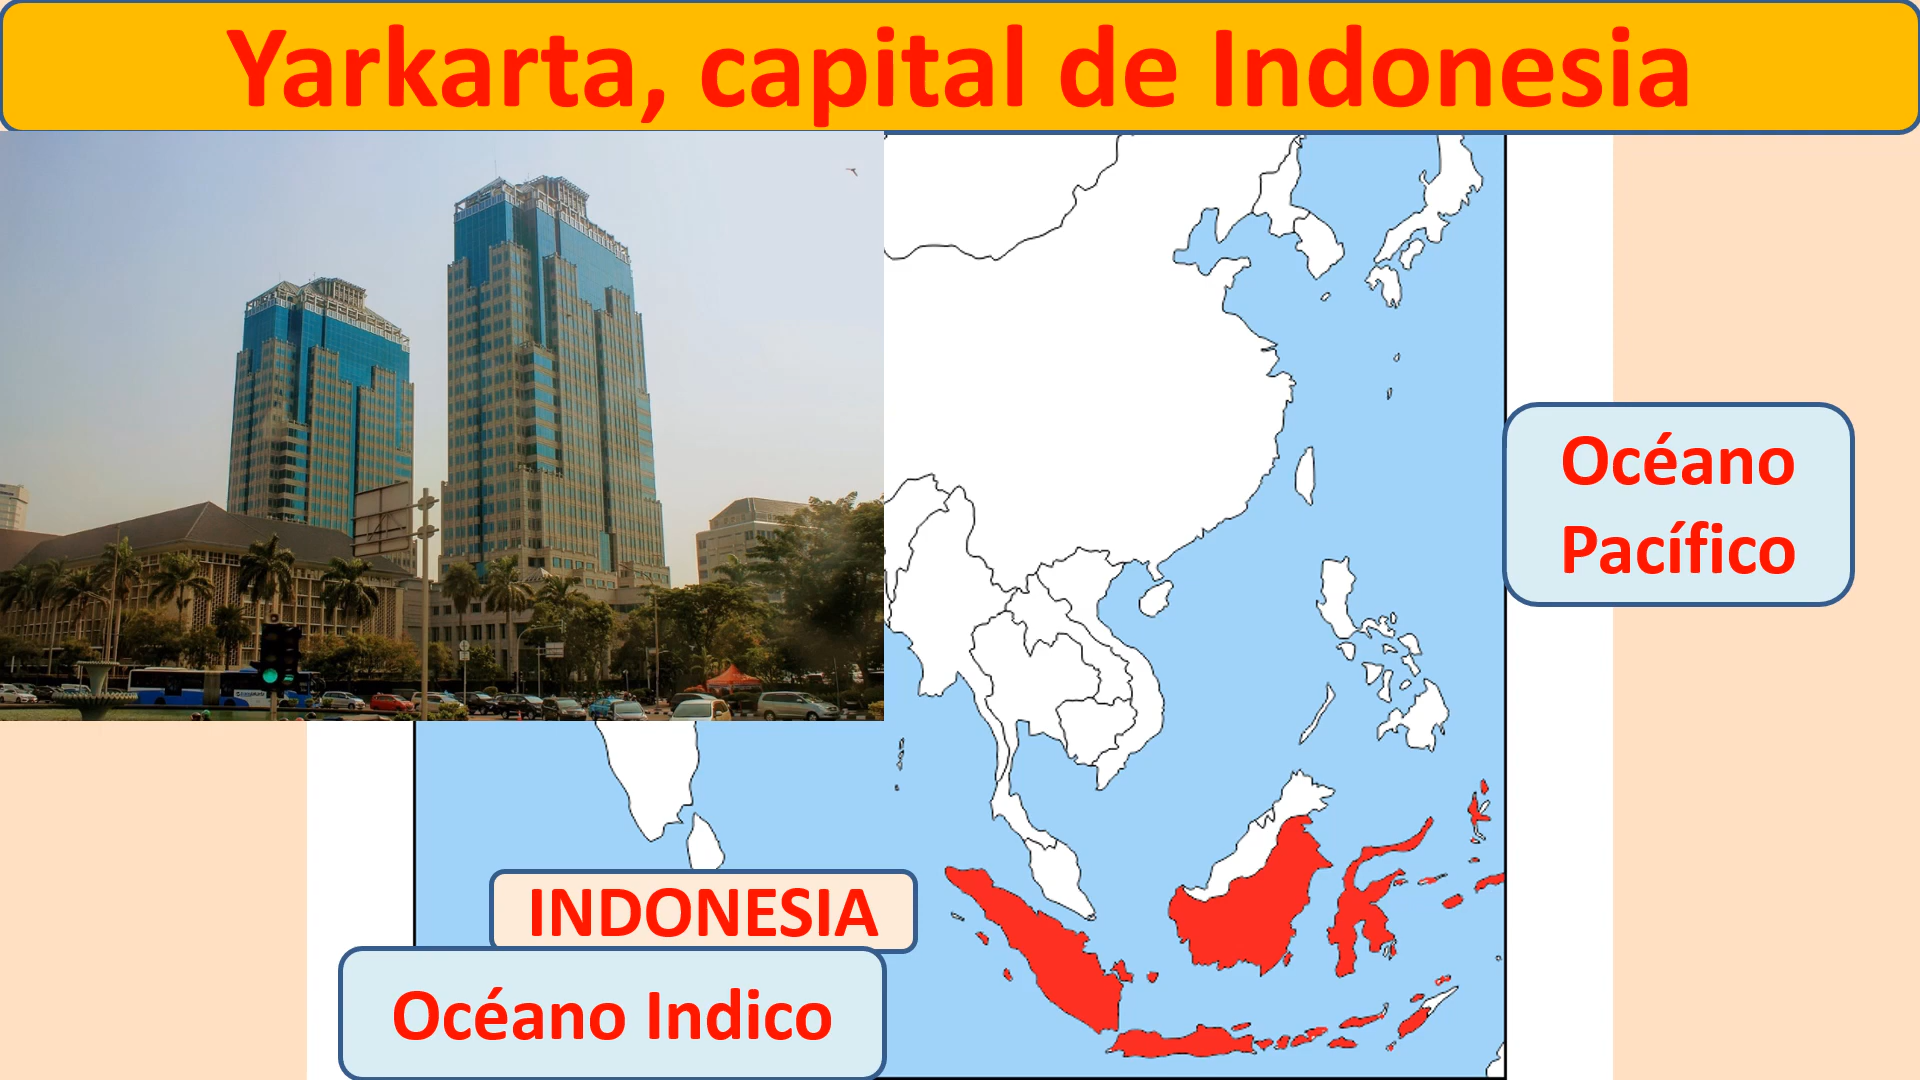 Yarkarta, capital de Indonesia
Océano
Pacífico
INDONESIA
Océano Indico